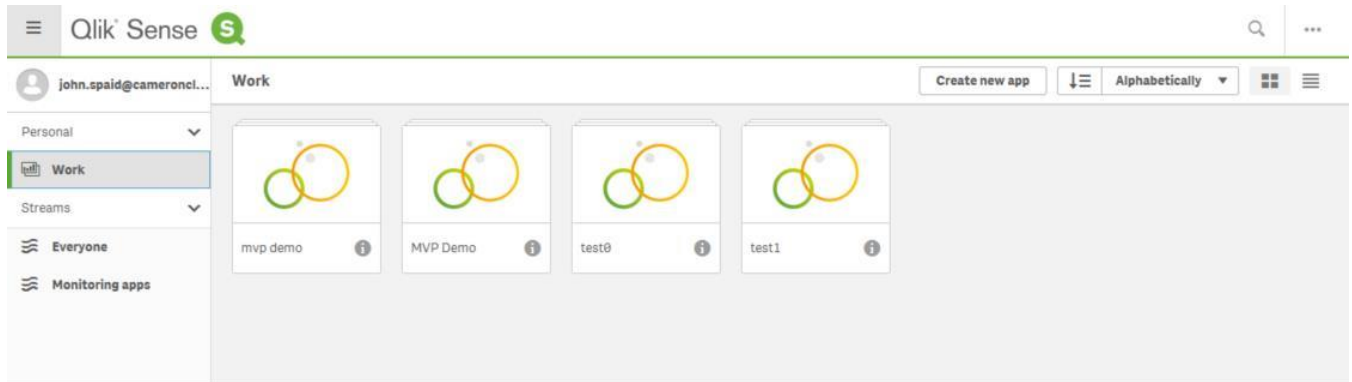 Qlik Sense
john.spaid@cameroncl...
Work
Create new app
Alphabetically
Personal
Work
Streams
Everyone
Monitoring apps
mvp demo
MVP Demo
test0
test1